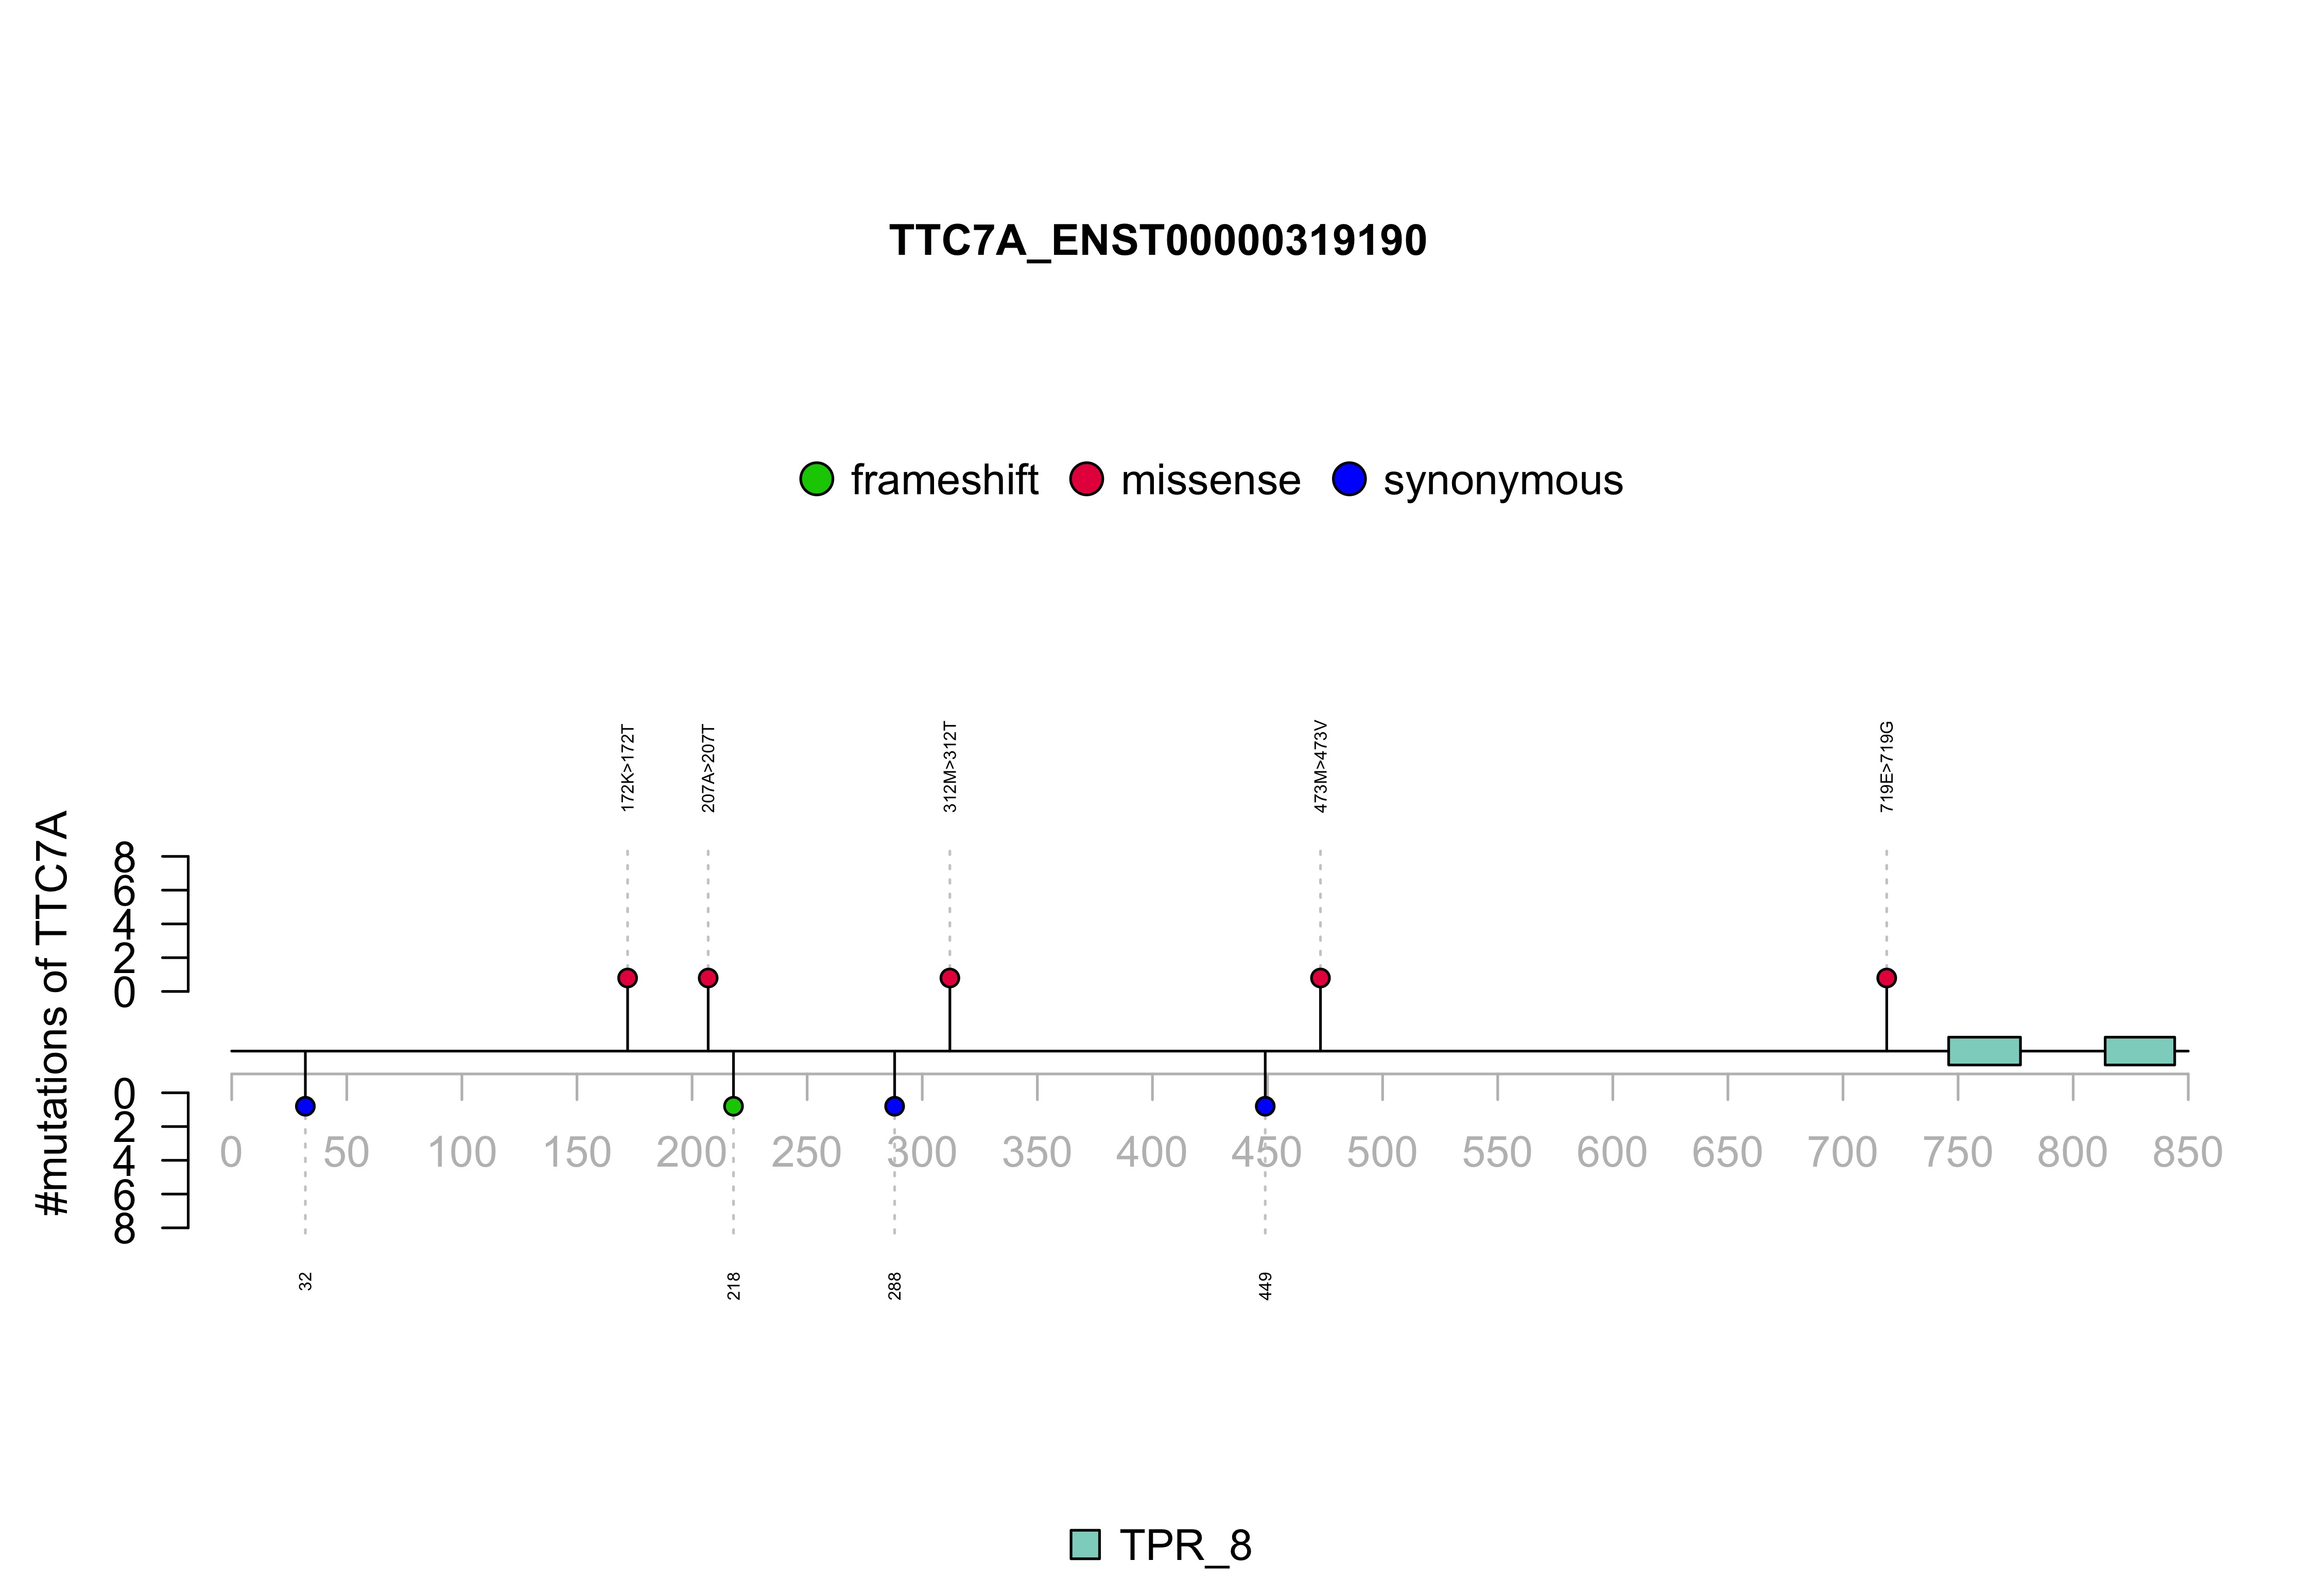 TTC7A_ENST00000319190
frameshift missense synonymous
172K>172T 207A>207T 312M>312T 473M>473V 719E>719G
#mutations of TTC7A
8
6
4
2
0
0
2
4
6
8
0 50 100 150 200 250 300 350 400 450 500 550 600 650 700 750 800 850
32 218 288 449
TPR_8